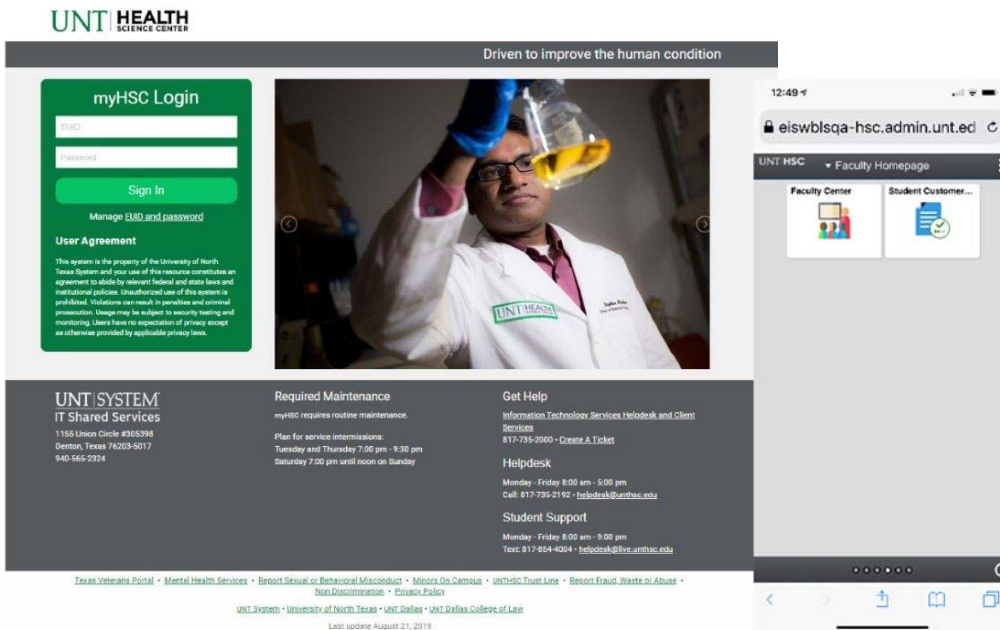 UNT HEALTH
SCIENCE CENTER
Driven to improve the human condition
myHSC Login
EUID
Password
Sign In
Manage EUID and password
User Agreement
This system is the property of the University of North
Texas System and your use of this resource constitutes an
agreement to abide by relevant federal and state laws and
institutional policies. Unauthorized use of this system is
prohibited. Violations can result in penalties and criminal
prosecution. Usage may be subject to security testing and
monitoring. Users have no expectation of privacy except
as otherwise provided by applicable privacy laws.
UNT HEALTH
12:49
eiswblsqa-hsc.admin.unt.ed
UNT HSC
Faculty Homepage
Faculty Center
Student Customer...
UNT SYSTEM
IT Shared Services
1155 Union Circle #305398
Denton, Texas 76203-5017
940-565-2324
Required Maintenance
myHSC requires routine maintenance.
Plan for service intermissions:
Tuesday and Thursday 7:00 pm - 9:30 pm
Saturday 7:00 pm until noon on Sunday
Get Help
Information Technology Services Helpdesk and Client
Services
817-735-2000 • Create A Ticket
Helpdesk
Monday - Friday 8:00 am - 5:00 pm
Call: 817-735-2192 • helpdesk@unthsc.edu
Student Support
Monday - Friday 8:00 am - 9:00 pm
Text: 817-854-4004 • helpdesk@live.unthsc.edu
Texas Veterans Portal • Mental Health Services • Report Sexual or Behavioral Misconduct • Minors On Campus • UNTHSC Trust Line • Report Fraud, Waste or Abuse •
Non Discrimination • Privacy Policy
UNT System • University of North Texas • UNT Dallas • UNT Dallas College of Law
Last update August 21, 2019